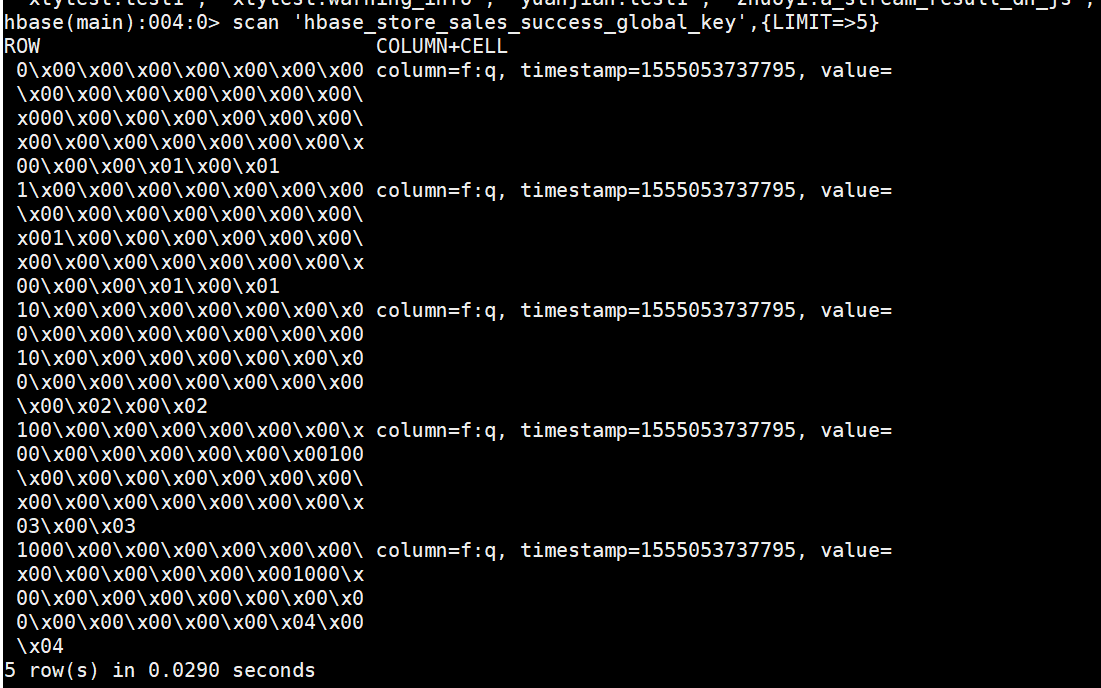 hbase(main):004:0> scan 'hbase_store_sales_success_global_key',{LIMIT=>5}
ROW COLUMN+CELL
0\x00\x00\x00\x00\x00\x00\x00 column=f:q, timestamp=1555053737795, value=
\x00\x00\x00\x00\x00\x00\x00\
x000\x00\x00\x00\x00\x00\x00\
x00\x00\x00\x00\x00\x00\x00\x
00\x00\x00\x01\x00\x01
1\x00\x00\x00\x00\x00\x00\x00 column=f:q, timestamp=1555053737795, value=
\x00\x00\x00\x00\x00\x00\x00\
x001\x00\x00\x00\x00\x00\x00\
x00\x00\x00\x00\x00\x00\x00\x
00\x00\x00\x01\x00\x01
10\x00\x00\x00\x00\x00\x00\x0 column=f:q, timestamp=1555053737795, value=
0\x00\x00\x00\x00\x00\x00\x00
10\x00\x00\x00\x00\x00\x00\x0
0\x00\x00\x00\x00\x00\x00\x00
\x00\x02\x00\x02
100\x00\x00\x00\x00\x00\x00\x column=f:q, timestamp=1555053737795, value=
00\x00\x00\x00\x00\x00\x00100
\x00\x00\x00\x00\x00\x00\x00\
x00\x00\x00\x00\x00\x00\x00\x
03\x00\x03
1000\x00\x00\x00\x00\x00\x00\ column=f:q, timestamp=1555053737795, value=
x00\x00\x00\x00\x00\x001000\x
00\x00\x00\x00\x00\x00\x00\x0
0\x00\x00\x00\x00\x00\x04\x00
\x04
5 row(s) in 0.0290 seconds